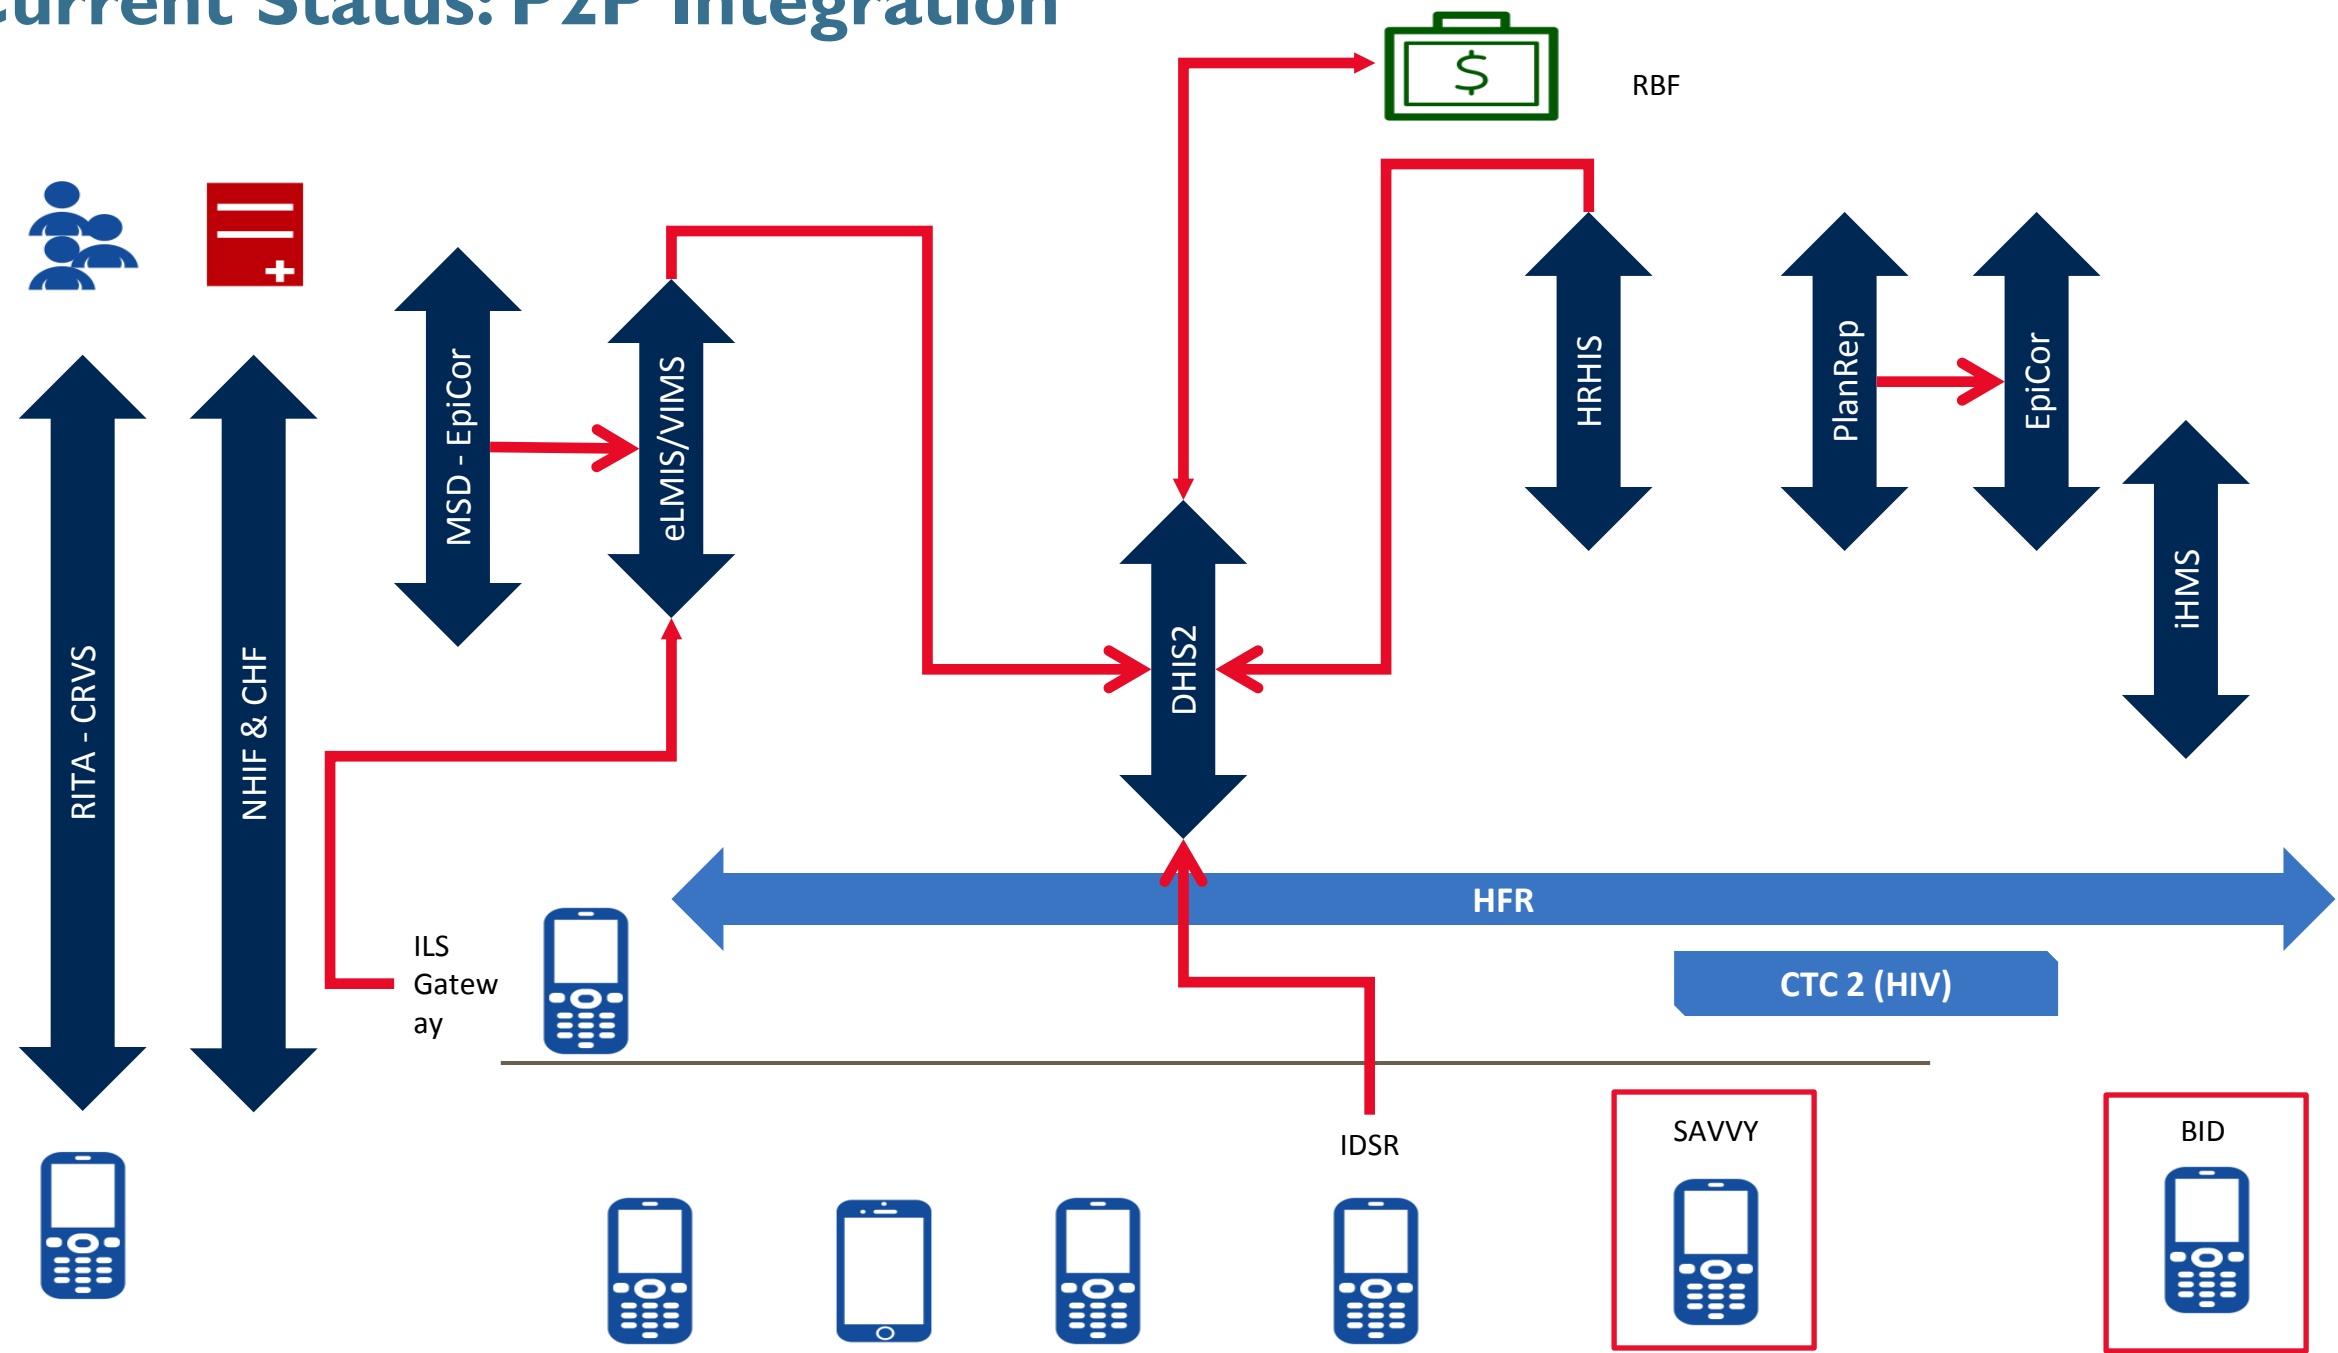 Current Status: P2P Integration
RBF
MSD - EpiCor
eLMIS/VIMS
HRHIS
PlanRep
EpiCor
iHMS
RITA - CRVS
NHIF & CHF
DHIS2
HFR
ILS
Gatew
ay
CTC 2 (HIV)
IDSR
SAVVY
BID